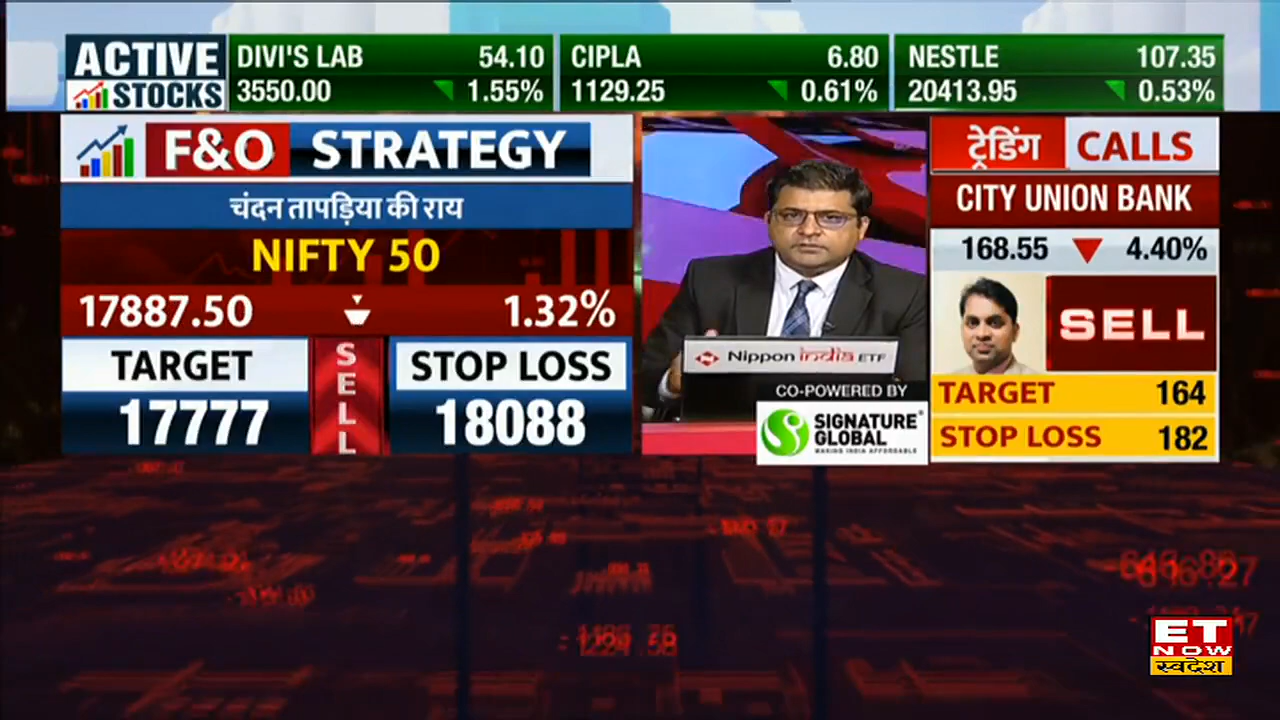 ACTIVE
STOCKS
DIVI'S LAB 54.10
3550.00 1.55%
CIPLA 6.80
1129.25 0.61%
NESTLE 107.35
20413.95 0.53%
F&O STRATEGY
चंदन तापड़िया की राय
NIFTY 50
17887.50 1.32%
TARGET
17777
SELL
STOP LOSS
18088
Nippon india ETF
CO-POWERED BY
SIGNATURE
GLOBAL
MAKING INDIA AFFORDABLE
ट्रेडिंग CALLS
CITY UNION BANK
168.55 4.40%
SELL
TARGET 164
STOP LOSS 182
ET
NOW
स्वदेश